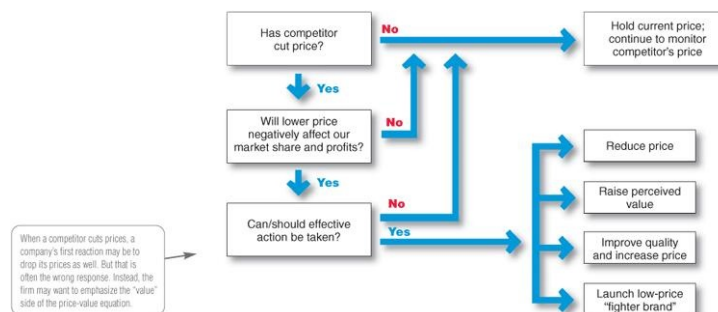 Has competitor
cut price?
No
Hold current price;
continue to monitor
competitor's price
Yes
Will lower price
negatively affect our
market share and profits?
No
Reduce price
Yes
Raise perceived
value
Can/should effective
action be taken?
No
Yes
Improve quality
and increase price
Launch low-price
“fighter brand”
When a competitor cuts prices, a
company's first reaction may be to
drop its prices as well. But that is
often the wrong response. Instead, the
firm may want to emphasize the “value”
side of the price-value equation.